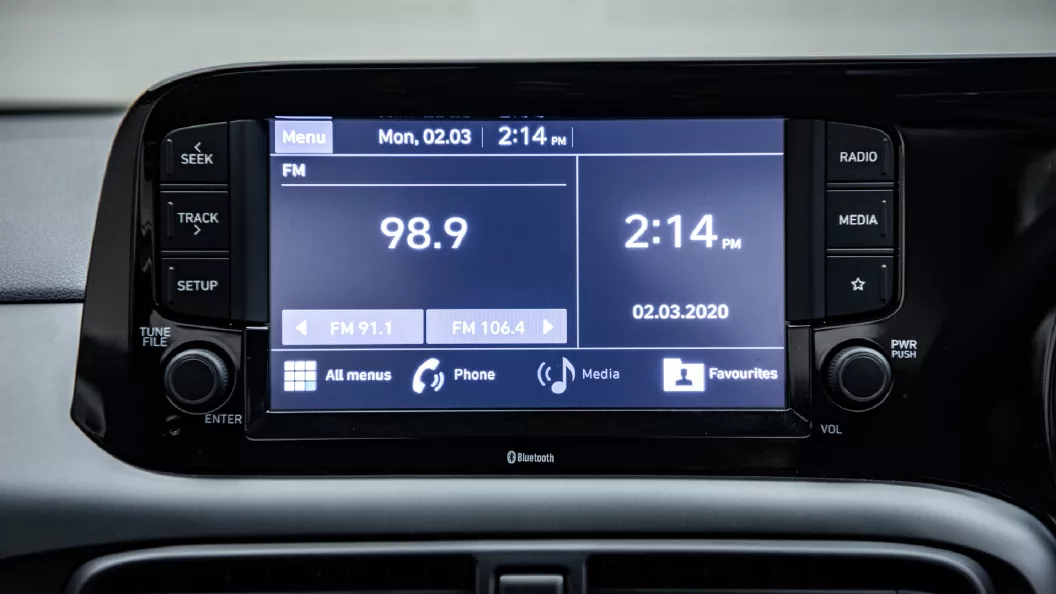 SEEK
TRACK
SETUP
TUNE
FILE
ENTER
Menu
Mon, 02.03
2:14 PM
FM
98.9
FM 91.1
FM 106.4
2:14 PM
02.03.2020
All menus
Phone
Media
Favourites
Bluetooth
RADIO
MEDIA
PWR
PUSH
VOL